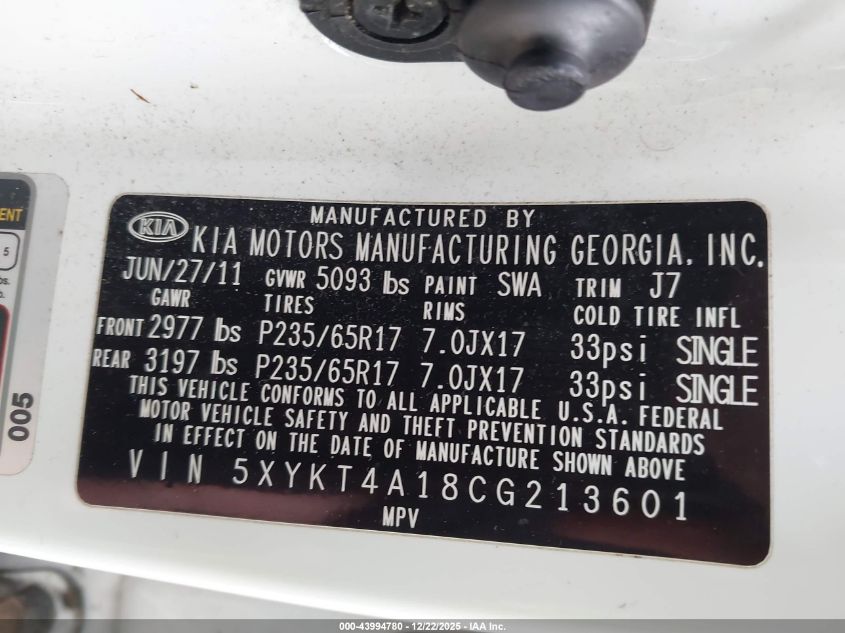 MANUFACTURED BY
KIA KIA MOTORS MANUFACTURING GEORGIA, INC.
JUN/27/11 GVWR 5093 lbs PAINT SWA TRIM J7
GAWR TIRES RIMS COLD TIRE INFL
FRONT 2977 lbs P235/65R17 7.0JX17 33psi SINGLE
REAR 3197 lbs P235/65R17 7.0JX17 33psi SINGLE
THIS VEHICLE CONFORMS TO ALL APPLICABLE U.S.A. FEDERAL
MOTOR VEHICLE SAFETY AND THEFT PREVENTION STANDARDS
IN EFFECT ON THE DATE OF MANUFACTURE SHOWN ABOVE
VIN 5XYKT4A18CG213601
MPV
5
005
000-43994780 - 12/22/2025 - IAA Inc.